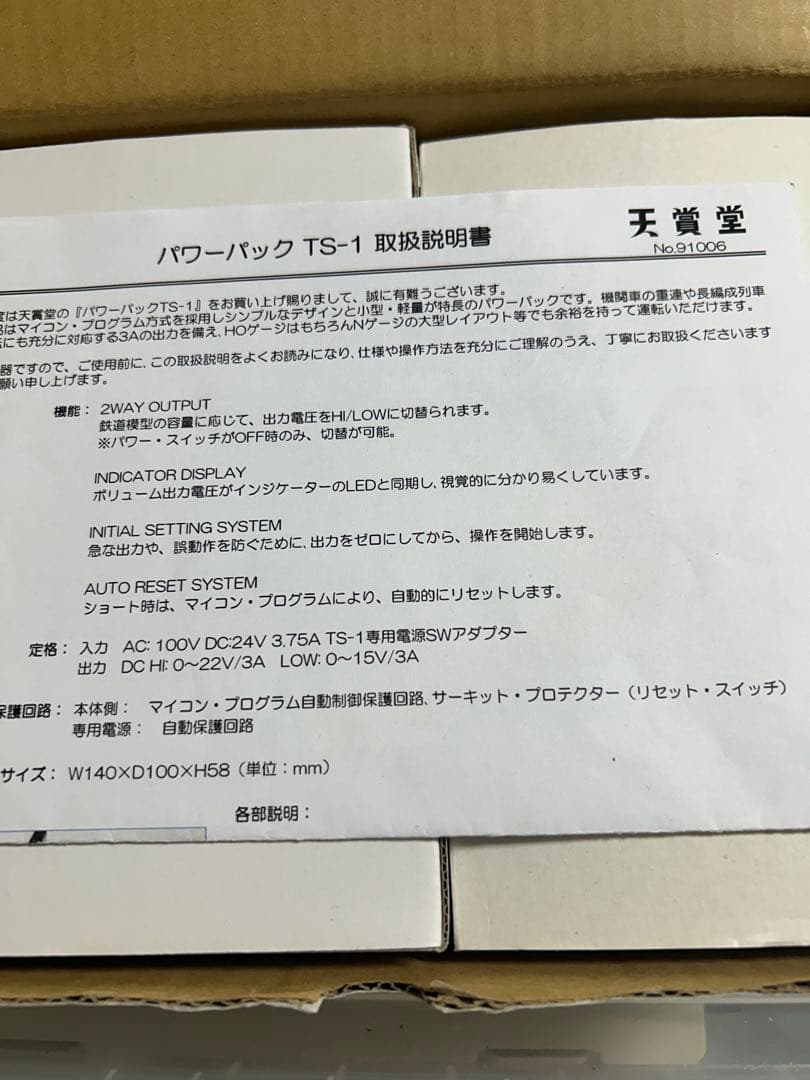 天賞堂
パワーパック TS-1 取扱説明書
No.91006
は天賞堂の『パワーパックTS-1』をお買い上げ賜りまして、誠に有難うございます。
はマイコン・プログラム方式を採用しシンプルなデザインと小型・軽量が特長のパワーパックです。機関車の重連や長編成列車
にも充分に対応する3Aの出力を備え、HOゲージはもちろんNゲージの大型レイアウト等でも余裕を持って運転いただけます。
器ですので、ご使用前に、この取扱説明をよくお読みになり、仕様や操作方法を充分にご理解のうえ、丁寧にお取扱くださいます
願い申し上げます。
機能： 2WAY OUTPUT
鉄道模型の容量に応じて、出力電圧をHI/LOWに切替られます。
※パワー・スイッチがOFF時のみ、切替が可能。
INDICATOR DISPLAY
ボリューム出力電圧がインジケーターのLEDと同期し、視覚的に分かり易くしています。
INITIAL SETTING SYSTEM
急な出力や、誤動作を防ぐために、出力をゼロにしてから、操作を開始します。
AUTO RESET SYSTEM
ショート時は、マイコン・プログラムにより、自動的にリセットします。
定格： 入力 AC: 100V DC:24V 3.75A TS-1専用電源SWアダプター
出力 DC HI: 0～22V/3A LOW: 0～15V/3A
保護回路： 本体側： マイコン・プログラム自動制御保護回路、サーキット・プロテクター（リセット・スイッチ）
専用電源： 自動保護回路
サイズ： W140×D100×H58（単位：mm）
各部説明：